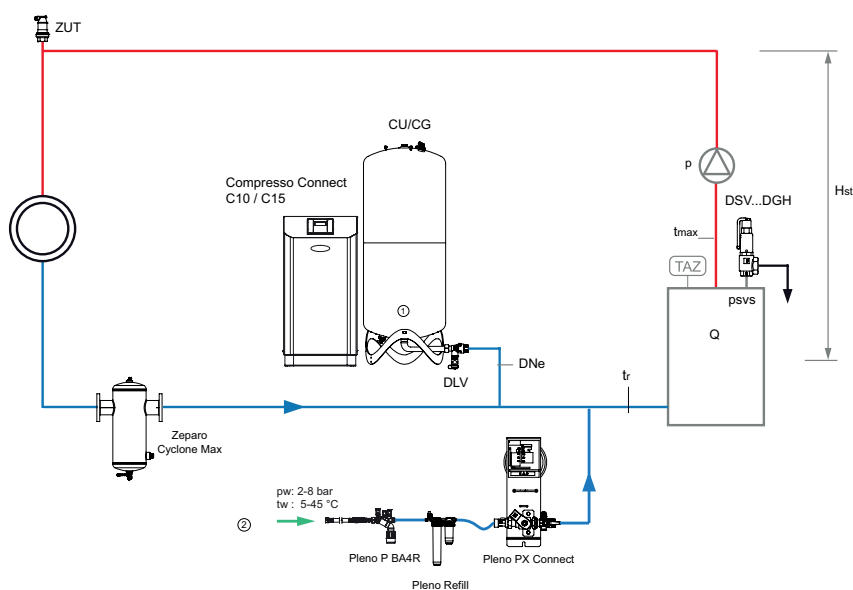 ZUT
CU/CG
Compresso Connect
C10 / C15
p
Hst
DSV...DGH
tmax
TAZ
psvs
Q
①
DLV
DNe
tr
Zeparo
Cyclone Max
pw: 2-8 bar
tw : 5-45 °C
②
Pleno P BA4R
Pleno PX Connect
Pleno Refill